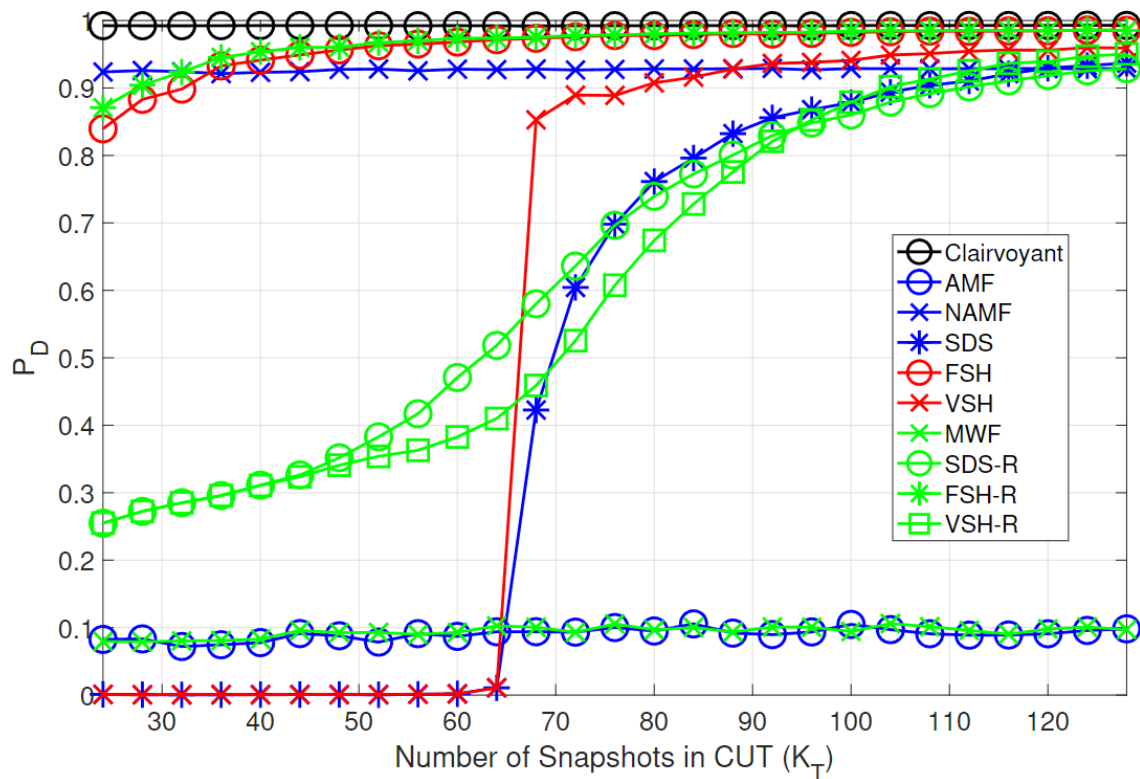 1
0.9
0.8
0.7
0.6
0.5
0.4
0.3
0.2
0.1
0
P_D
30 40 50 60 70 80 90 100 110 120
Number of Snapshots in CUT (K_T)
Clairvoyant
AMF
NAMF
SDS
FSH
VSH
MWF
SDS-R
FSH-R
VSH-R